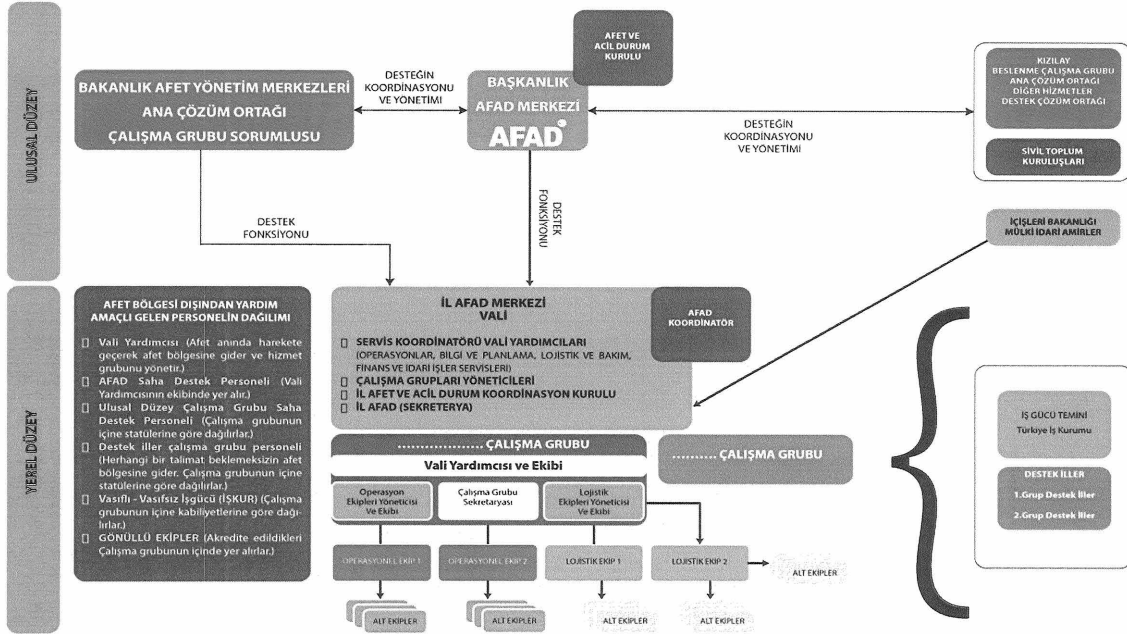 ULUSAL DÜZEY
AFET VE
ACİL DURUM
KURULU
BAKANLIK AFET YÖNETİM MERKEZLERİ
ANA ÇÖZÜM ORTAĞI
ÇALIŞMA GRUBU SORUMLUSU
DESTEĞİN
KOORDİNASYONU
VE YÖNETİMİ
BAŞKANLIK
AFAD MERKEZİ
AFAD
DESTEĞİN
KOORDİNASYONU
VE YÖNETİMİ
KIZILAY
BESLENME ÇALIŞMA GRUBU
ANA ÇÖZÜM ORTAĞI
DİĞER HİZMETLER
DESTEK ÇÖZÜM ORTAĞI
SİVİL TOPLUM
KURULUŞLARI
DESTEK
FONKSİYONU
DESTEK
FONKSİYONU
İÇİŞLERİ BAKANLIĞI
MÜLKİ İDARİ AMİRLER
YEREL DÜZEY
AFET BÖLGESİ DIŞINDAN YARDIM
AMAÇLI GELEN PERSONELİN DAĞILIMI
Vali Yardımcısı (Afet anında harekete
geçerek afet bölgesine gider ve hizmet
grubunu yönetir.)
AFAD Saha Destek Personeli (Vali
Yardımcısının ekibinde yer alır.)
Ulusal Düzey Çalışma Grubu Saha
Destek Personeli (Çalışma grubunun
içine statülerine göre dağılırlar.)
Destek iller çalışma grubu personeli
(Herhangi bir talimat beklemeksizin afet
bölgesine gider. Çalışma grubunun içine
statülerine göre dağılırlar.)
Vasıflı - Vasıfsız İşgücü (İŞKUR) (Çalışma
grubunun içine kabiliyetlerine göre dağı-
lırlar.)
GÖNÜLLÜ EKİPLER (Akredite edildikleri
Çalışma grubunun içinde yer alırlar.)
İL AFAD MERKEZİ
VALİ
SERVİS KOORDİNATÖRÜ VALİ YARDIMCILARI
(OPERASYONLAR, BİLGİ VE PLANLAMA, LOJİSTİK VE BAKIM,
FİNANS VE İDARİ İŞLER SERVİSLERİ)
ÇALIŞMA GRUPLARI YÖNETİCİLERİ
İL AFET VE ACİL DURUM KOORDİNASYON KURULU
İL AFAD (SEKRETERYA)
AFAD
KOORDİNATÖR
.................... ÇALIŞMA GRUBU
Vali Yardımcısı ve Ekibi
Operasyon
Ekipleri Yöneticisi
Ve Ekibi
Çalışma Grubu
Sekretaryası
Lojistik
Ekipleri Yöneticisi
Ve Ekibi
.......... ÇALIŞMA GRUBU
OPERASYONEL EKİP 1
OPERASYONEL EKİP 2
LOJİSTİK EKİP 1
LOJİSTİK EKİP 2
ALT EKİPLER
ALT EKİPLER
ALT EKİPLER
ALT EKİPLER
ALT EKİPLER
İŞ GÜCÜ TEMİNİ
Türkiye İş Kurumu
DESTEK İLLER
1.Grup Destek İller
2.Grup Destek İller